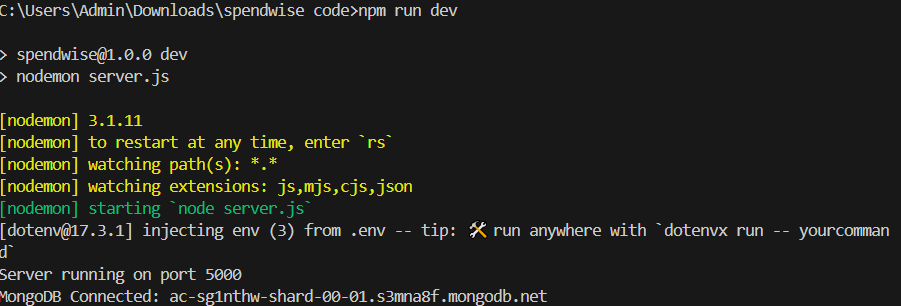 C:\Users\Admin\Downloads\spendwise code>npm run dev
> spendwise@1.0.0 dev
> nodemon server.js
[nodemon] 3.1.11
[nodemon] to restart at any time, enter `rs`
[nodemon] watching path(s): *.*
[nodemon] watching extensions: js,mjs,cjs,json
[nodemon] starting `node server.js`
[dotenv@17.3.1] injecting env (3) from .env -- tip: 🛠️ run anywhere with `dotenvx run -- yourcomman
d`
Server running on port 5000
MongoDB Connected: ac-sg1nthw-shard-00-01.s3mna8f.mongodb.net